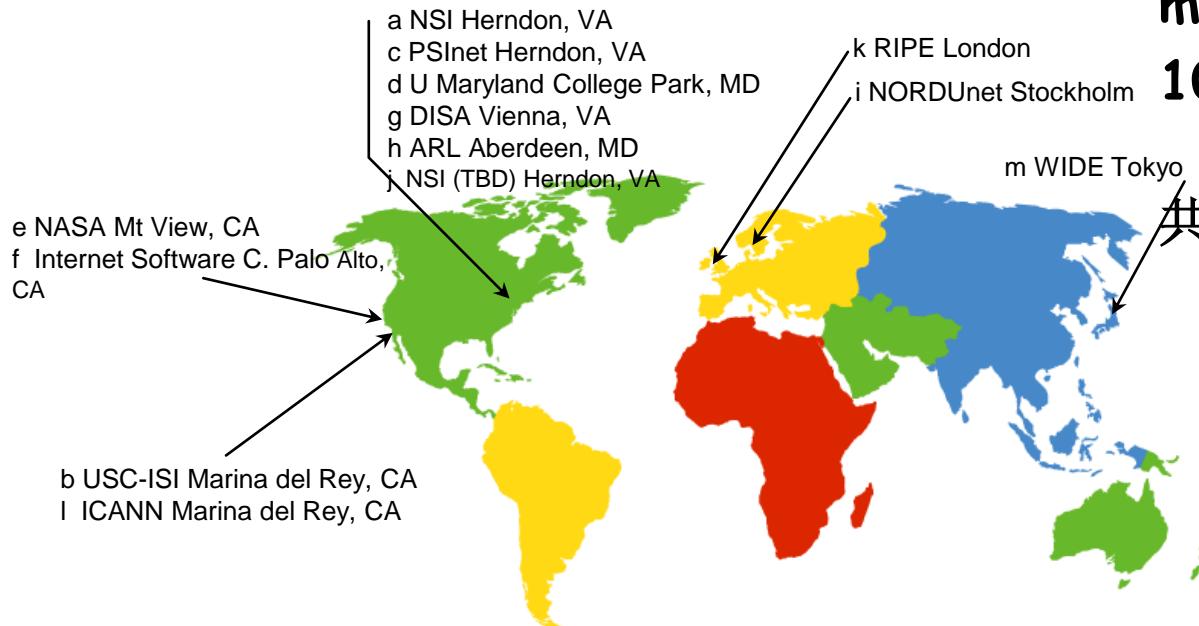 a NSI Herndon, VA
c PSInet Herndon, VA
d U Maryland College Park, MD
g DISA Vienna, VA
h ARL Aberdeen, MD
j NSI (TBD) Herndon, VA
k RIPE London
i NORDUnet Stockholm
m WIDE Tokyo
e NASA Mt View, CA
f Internet Software C. Palo Alto,
CA
b USC-ISI Marina del Rey, CA
l ICANN Marina del Rey, CA
共